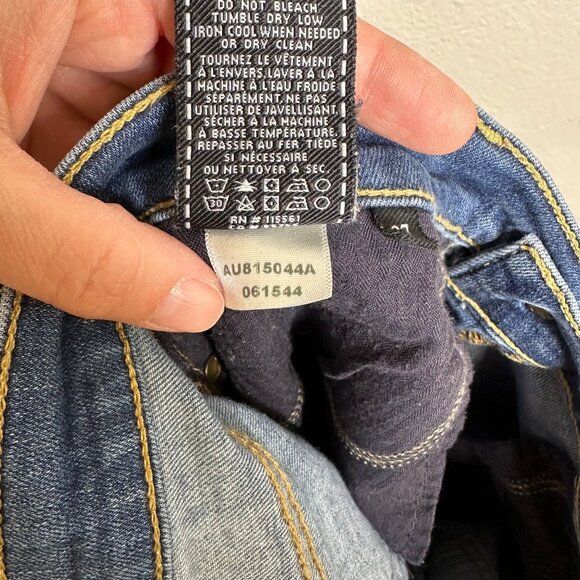 DO NOT BLEACH
TUMBLE DRY LOW
IRON COOL WHEN NEEDED
OR DRY CLEAN
TOURNEZ LE VÊTEMENT
À L'ENVERS.LAVER À LA
MACHINE À L'EAU FROIDE
SÉPARÉMENT.NE PAS
UTILISER DE JAVELLISANT.
SÉCHER À LA MACHINE
À BASSE TEMPÉRATURE.
REPASSER AU FER TIÈDE
SI NÉCESSAIRE
OU NETTOYER À SEC.
30
RN # 115561
AU815044A
061544